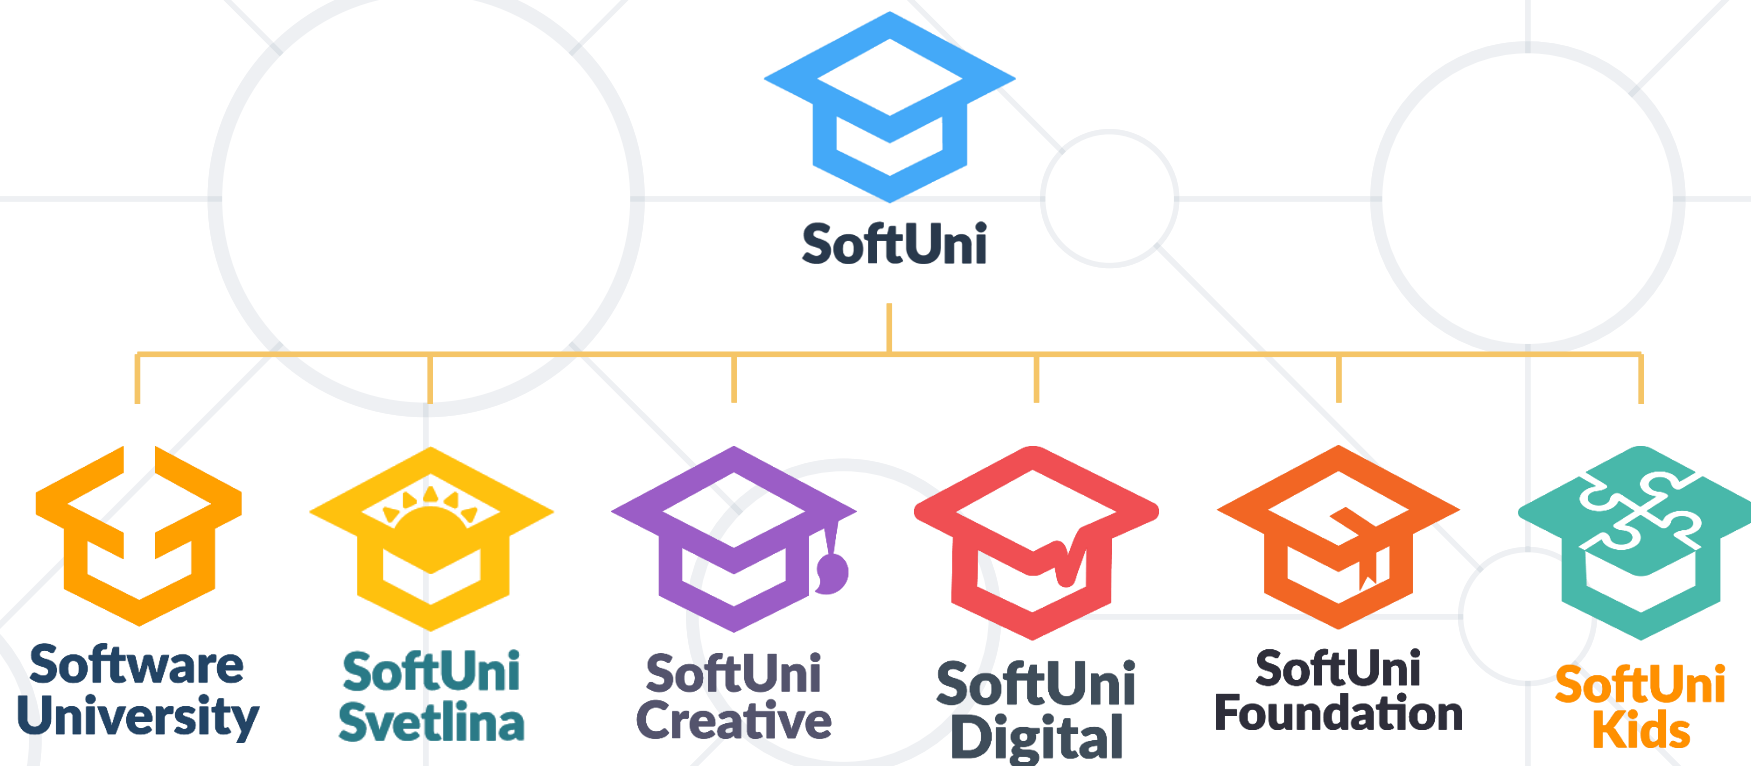 SoftUni
Software
University
SoftUni
Svetlina
SoftUni
Creative
SoftUni
Digital
SoftUni
Foundation
SoftUni
Kids